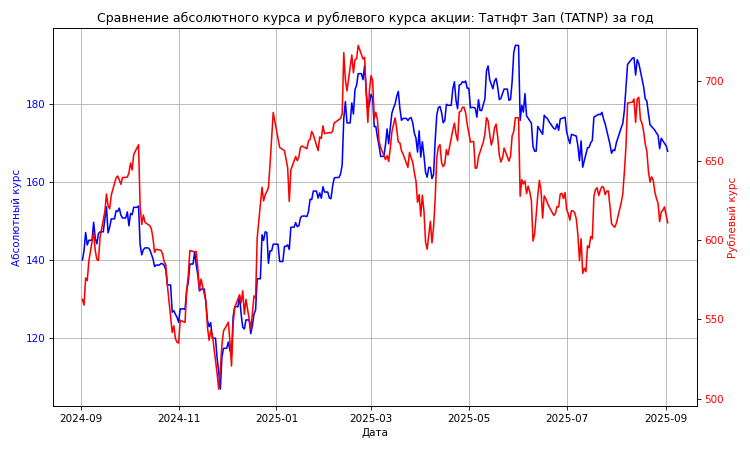 Сравнение абсолютного курса и рублевого курса акции: Татнфт 3ап (TATNP) за год
180
160
140
120
Абсолютный курс
700
650
600
550
500
Рублевый курс
2024-09 2024-11 2025-01 2025-03 2025-05 2025-07 2025-09
Дата